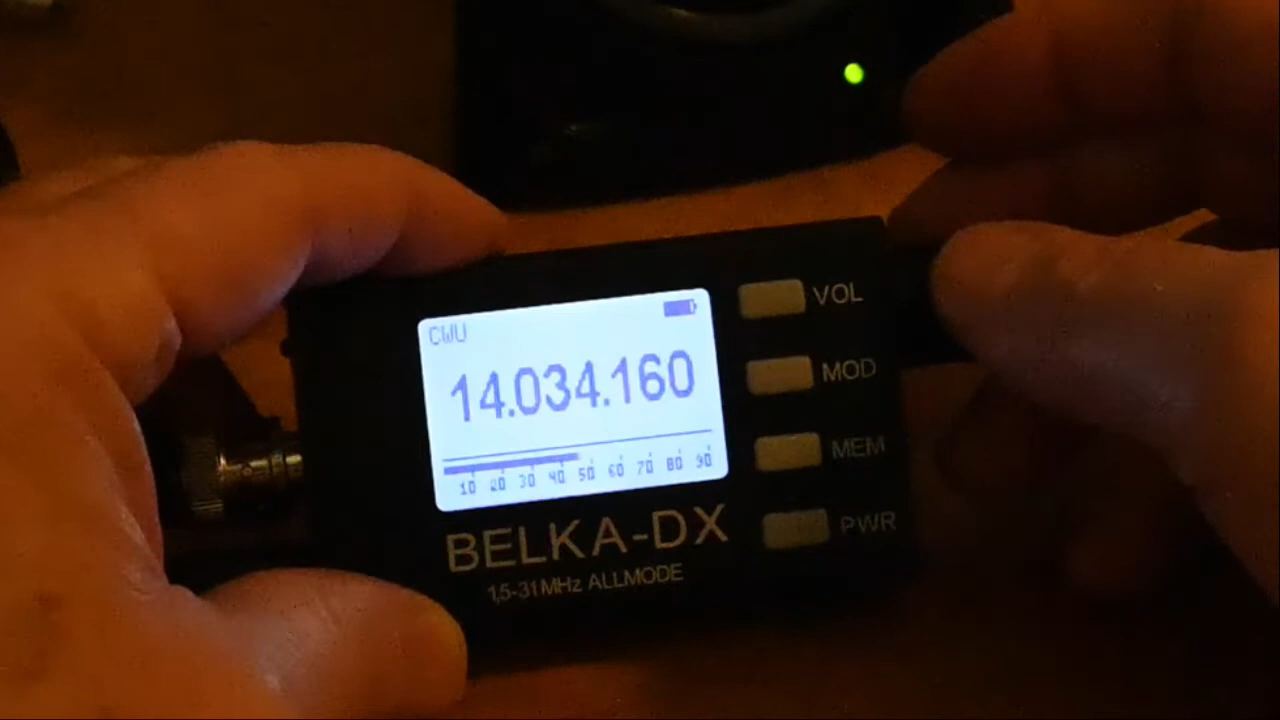 CWU
14.034.160
10 20 30 40 50 60 70 80 90
VOL
MOD
MEM
PWR
BELKA-DX
1,5-31MHz ALLMODE